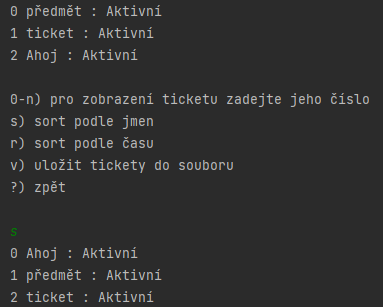 0 předmět : Aktivní
1 ticket : Aktivní
2 Ahoj : Aktivní
0-n) pro zobrazení ticketu zadejte jeho číslo
s) sort podle jmen
r) sort podle času
v) uložit tickety do souboru
?) zpět
s
0 Ahoj : Aktivní
1 předmět : Aktivní
2 ticket : Aktivní